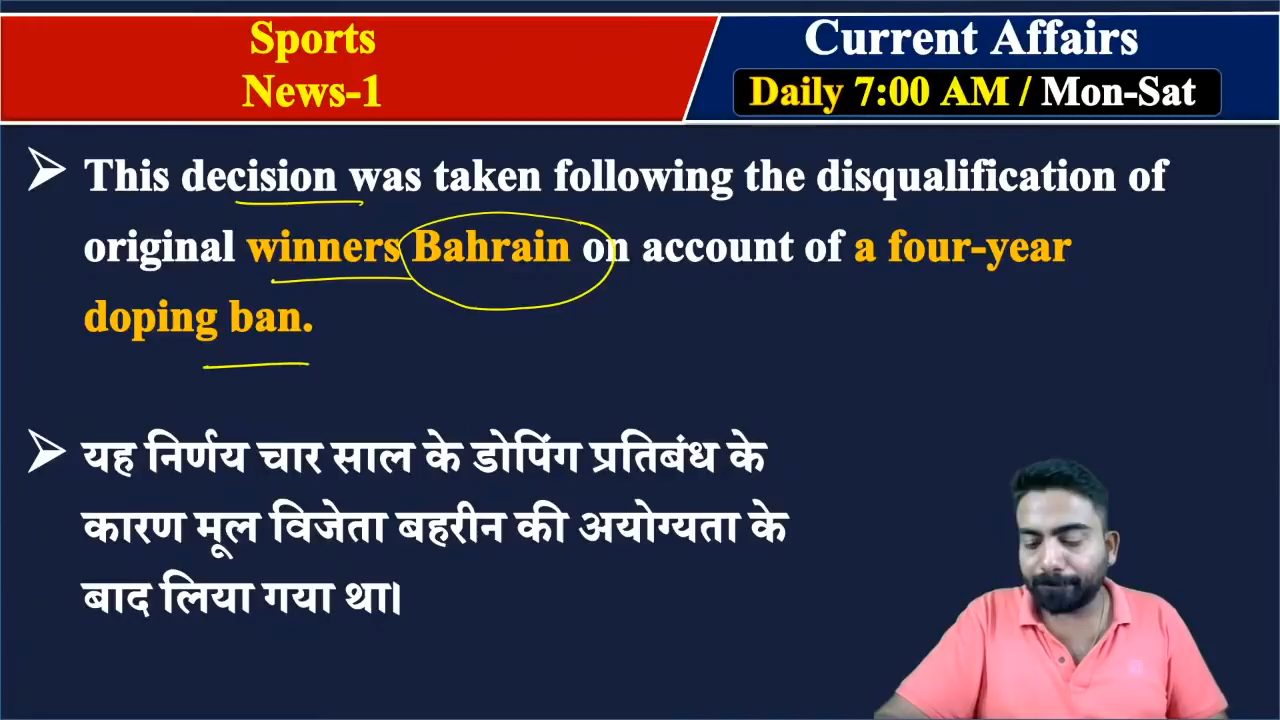 Sports
News-1
Current Affairs
Daily 7:00 AM / Mon-Sat
This decision was taken following the disqualification of
original winners Bahrain on account of a four-year
doping ban.
यह निर्णय चार साल के डोपिंग प्रतिबंध के
कारण मूल विजेता बहरीन की अयोग्यता के
बाद लिया गया था।